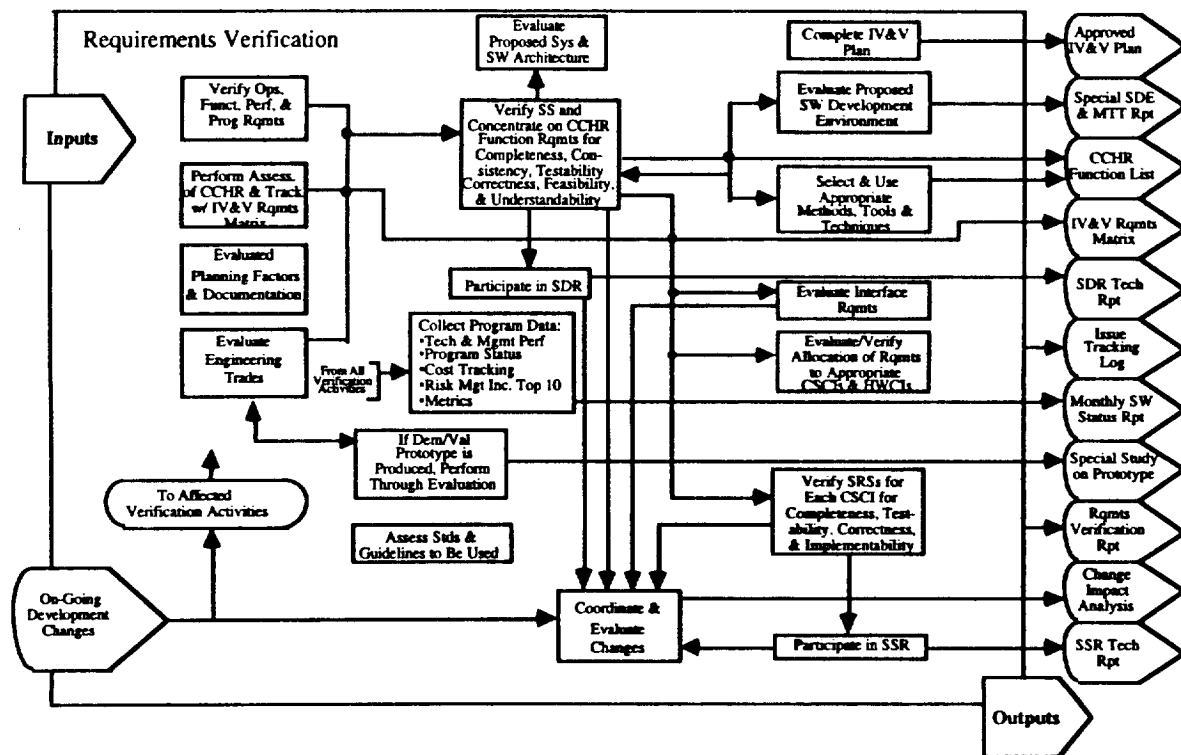 Requirements Verification
Inputs
Verify Ops,
Funct, Perf, &
Prog Rqmts
Perform Assess.
of CCHR & Track
w/ IV&V Rqmts
Matrix
Evaluated
Planning Factors
& Documentation
Evaluate
Engineering
Trades
Evaluate
Proposed Sys &
SW Architecture
Verify SS and
Concentrate on CCHR
Function Rqmts for
Completeness, Con-
sistency, Testability
Correctness, Feasibility,
& Understandability
Participate in SDR
From All
Verification
Activities
Collect Program Data:
•Tech & Mgmt Perf
•Program Status
•Cost Tracking
•Risk Mgt Inc. Top 10
•Metrics
If Dem/Val
Prototype is
Produced, Perform
Through Evaluation
Assess Stds &
Guidelines to Be Used
To Affected
Verification Activities
On-Going
Development
Changes
Coordinate &
Evaluate
Changes
Complete IV&V
Plan
Evaluate Proposed
SW Development
Environment
Select & Use
Appropriate
Methods, Tools &
Techniques
Evaluate Interface
Rqmts
Evaluate/Verify
Allocation of Rqmts
to Appropriate
CSCIs & HWCIs
Verify SRSs for
Each CSCI for
Completeness, Test-
ability, Correctness,
& Implementability
Participate in SSR
Approved
IV&V Plan
Special SDE
& MTT Rpt
CCHR
Function List
IV&V Rqmts
Matrix
SDR Tech
Rpt
Issue
Tracking
Log
Monthly SW
Status Rpt
Special Study
on Prototype
Rqmts
Verification
Rpt
Change
Impact
Analysis
SSR Tech
Rpt
Outputs